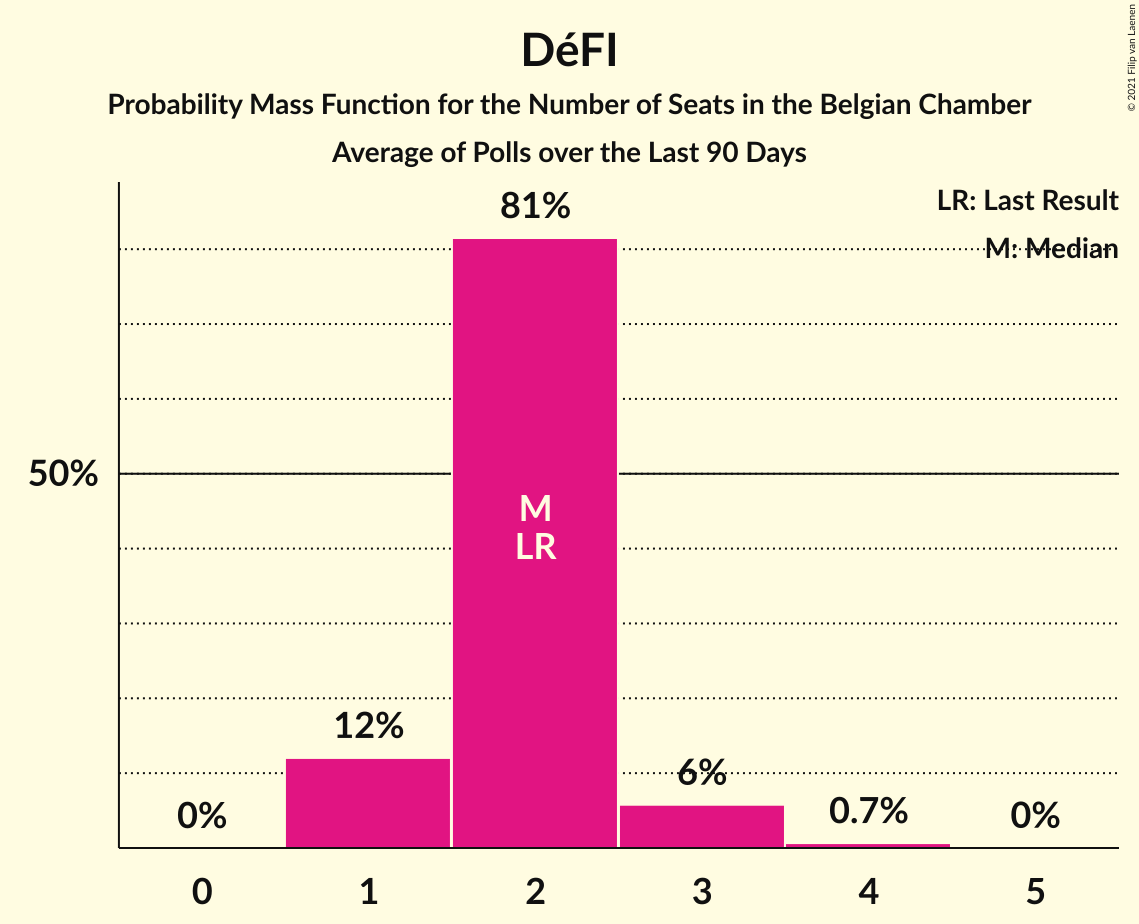 DéFI
Probability Mass Function for the Number of Seats in the Belgian Chamber
Average of Polls over the Last 90 Days
© 2021 Filip van Laenen
LR: Last Result
M: Median
81%
50%
M
LR
12%
6%
0%
0.7%
0%
0
1
2
3
4
5